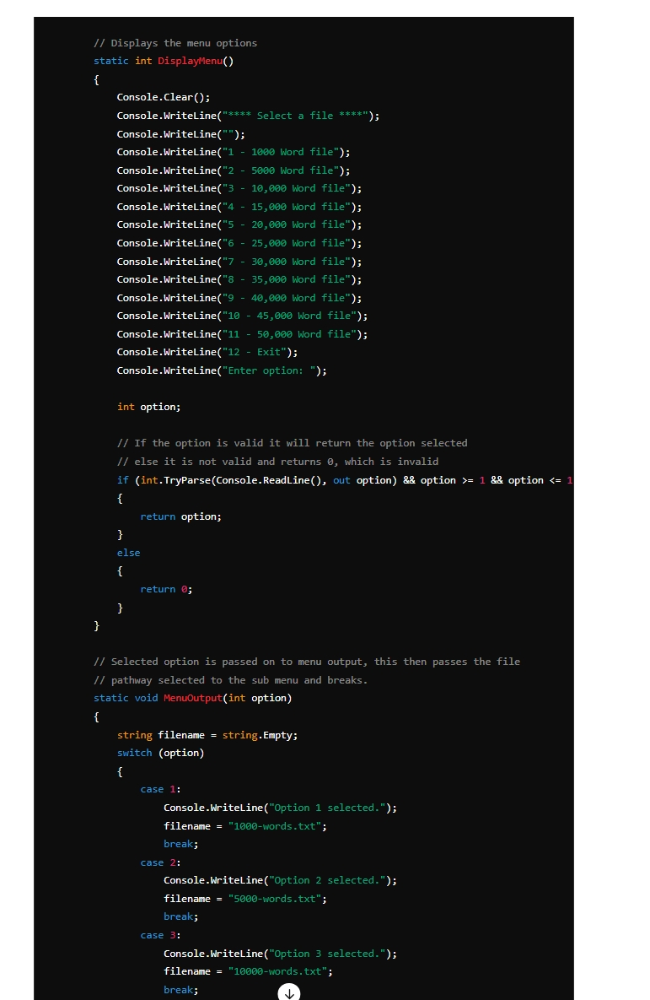 // Displays the menu options
static int DisplayMenu()
{
Console.Clear();
Console.WriteLine("**** Select a file ****");
Console.WriteLine("");
Console.WriteLine("1 - 1000 Word file");
Console.WriteLine("2 - 5000 Word file");
Console.WriteLine("3 - 10,000 Word file");
Console.WriteLine("4 - 15,000 Word file");
Console.WriteLine("5 - 20,000 Word file");
Console.WriteLine("6 - 25,000 Word file");
Console.WriteLine("7 - 30,000 Word file");
Console.WriteLine("8 - 35,000 Word file");
Console.WriteLine("9 - 40,000 Word file");
Console.WriteLine("10 - 45,000 Word file");
Console.WriteLine("11 - 50,000 Word file");
Console.WriteLine("12 - Exit");
Console.WriteLine("Enter option: ");
int option;
// If the option is valid it will return the option selected
// else it is not valid and returns 0, which is invalid
if (int.TryParse(Console.ReadLine(), out option) && option >= 1 && option <= 1
{
return option;
}
else
{
return 0;
}
}
// Selected option is passed on to menu output, this then passes the file
// pathway selected to the sub menu and breaks.
static void MenuOutput(int option)
{
string filename = string.Empty;
switch (option)
{
case 1:
Console.WriteLine("Option 1 selected.");
filename = "1000-words.txt";
break;
case 2:
Console.WriteLine("Option 2 selected.");
filename = "5000-words.txt";
break;
case 3:
Console.WriteLine("Option 3 selected.");
filename = "10000-words.txt";
break;